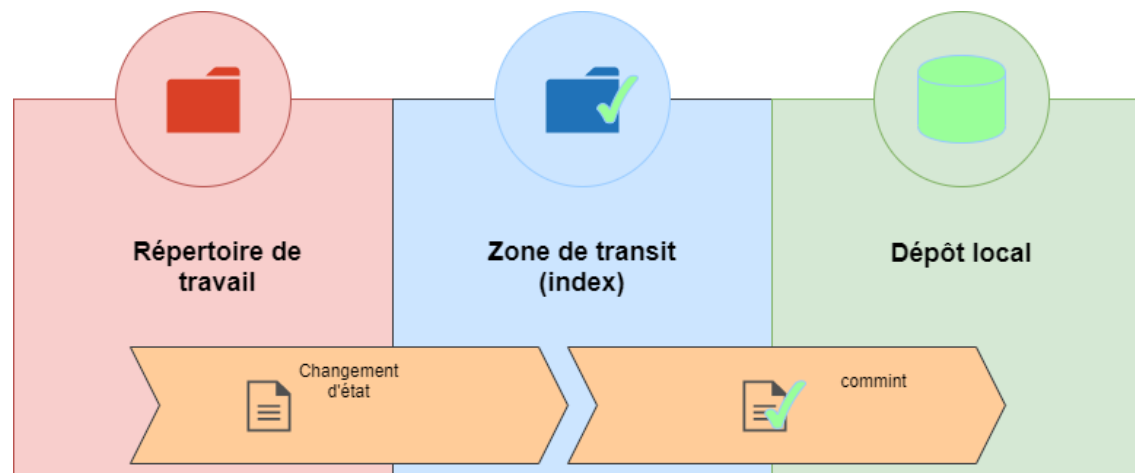 Répertoire de
travail
Zone de transit
(index)
Dépôt local
Changement
d'état
commint